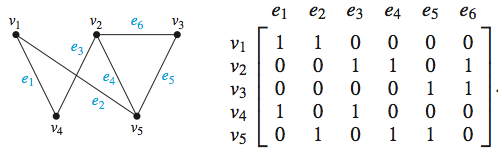 v1 v2 e6 v3
e3
e1 e4 e5
e2
v4 v5
e1 e2 e3 e4 e5 e6
v1 1 1 0 0 0 0
v2 0 0 1 1 0 1
v3 0 0 0 0 1 1
v4 1 0 1 0 0 0
v5 0 1 0 1 1 0 .